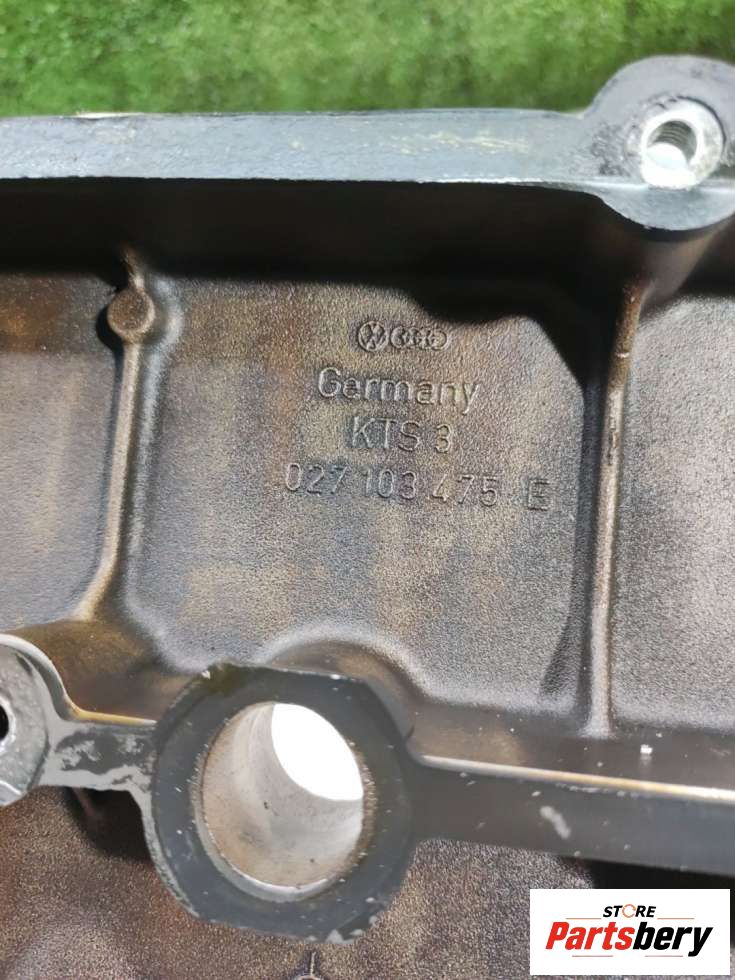 Germany
KTS 3
027 103 475 E
STORE
Partsbery